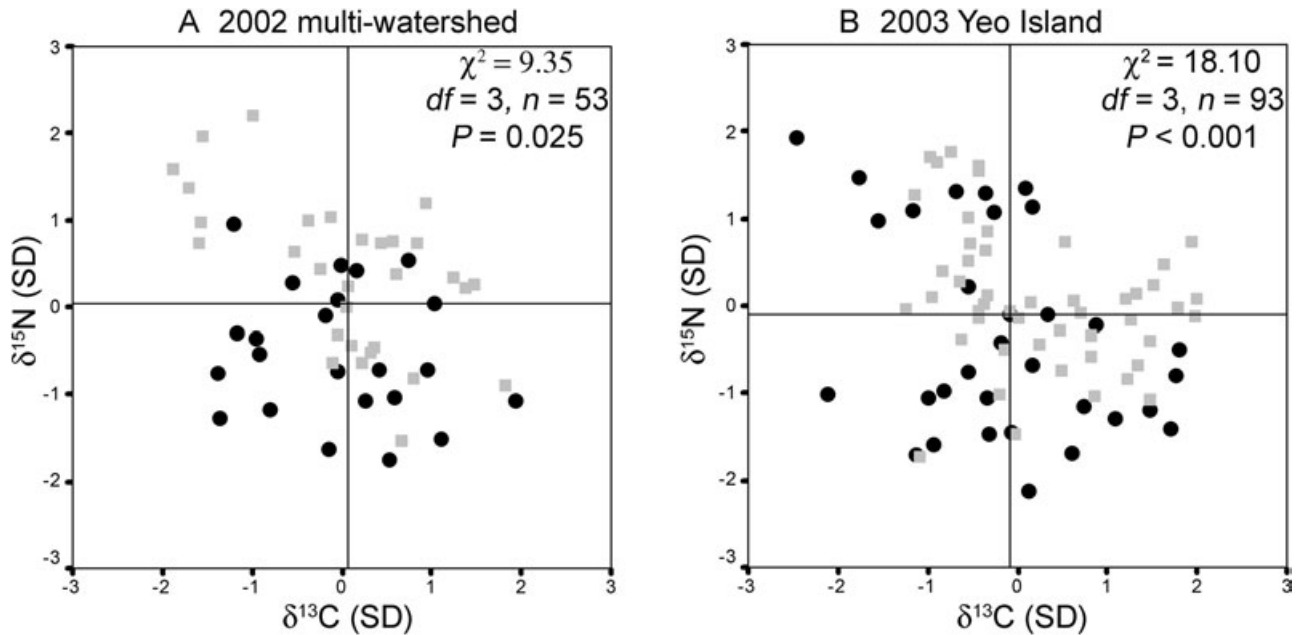 A 2002 multi-watershed
χ² = 9.35
df = 3, n = 53
P = 0.025
3
2
1
0
-1
-2
-3
δ¹⁵N (SD)
-3
-2
-1
0
1
2
3
δ¹³C (SD)
B 2003 Yeo Island
χ² = 18.10
df = 3, n = 93
P < 0.001
3
2
1
0
-1
-2
-3
δ¹⁵N (SD)
-3
-2
-1
0
1
2
3
δ¹³C (SD)